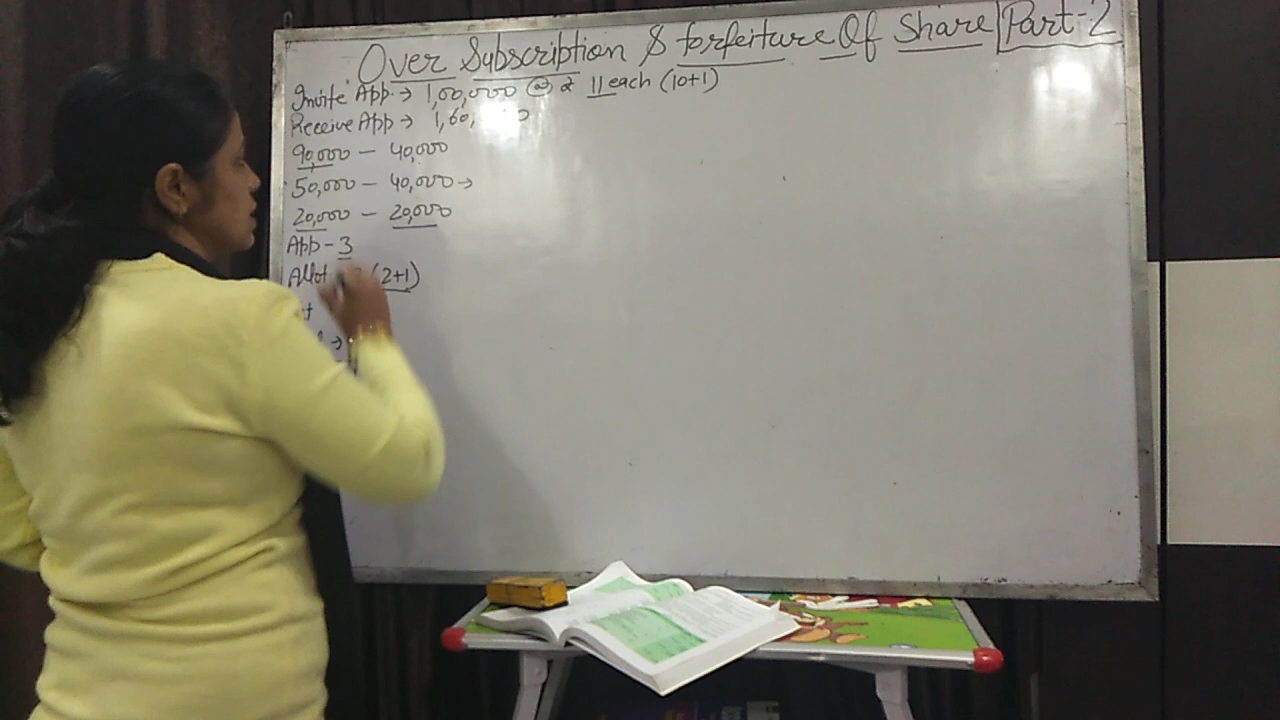 Over Subscription & forfeiture Of Share Part-2
Invite App → 1,00,000 @ ₹ 11 each (10+1)
Receive App → 1,60,
90,000 – 40,000
50,000 – 40,000 →
20,000 – 20,000
App – 3
Allot (2+1)